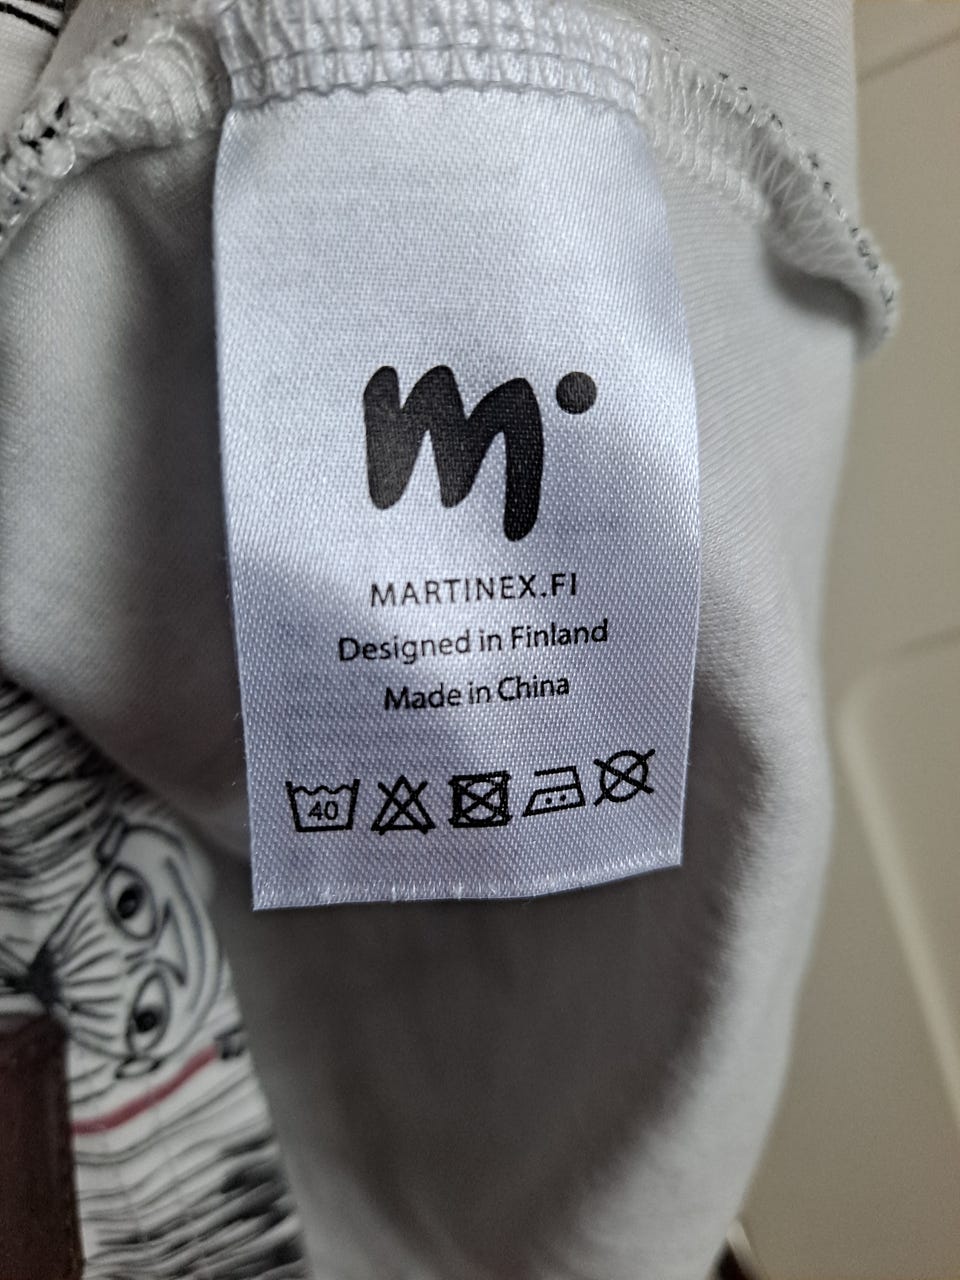 m
MARTINEX.FI
Designed in Finland
Made in China
40